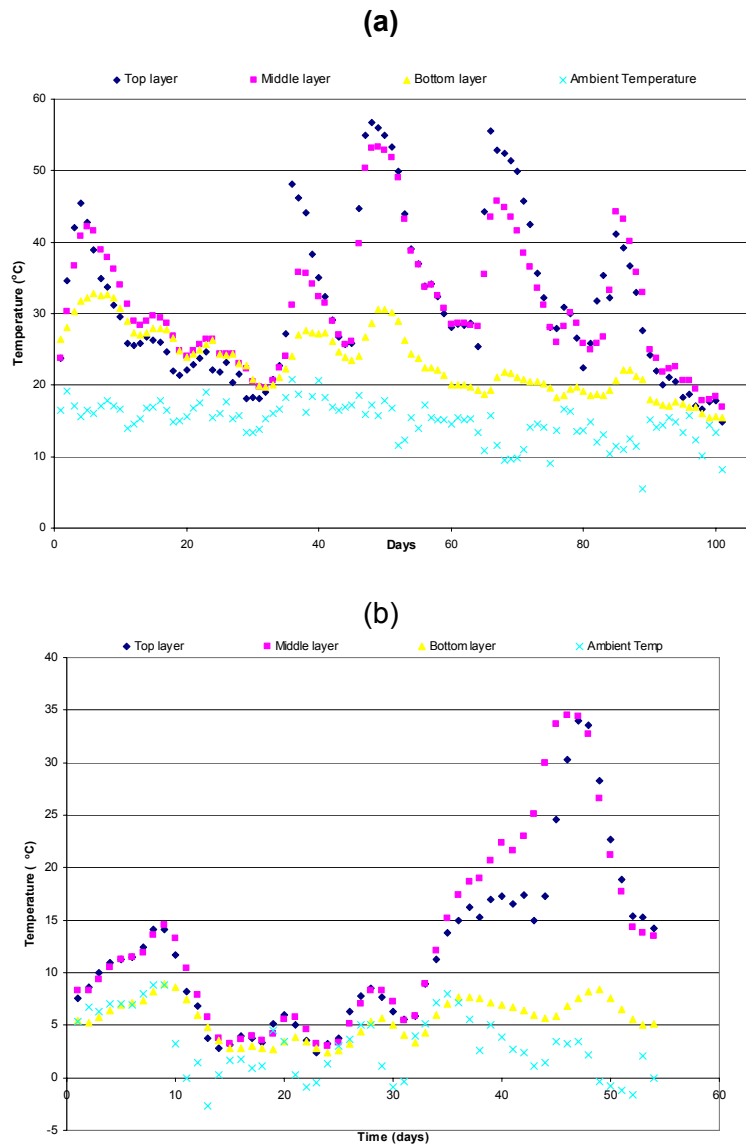 (a)
Top layer Middle layer Bottom layer Ambient Temperature
60
50
40
30
20
10
0
Temperature (°C)
0 20 40 60 80 100
Days
(b)
Top layer Middle layer Bottom layer Ambient Temp
40
35
30
25
20
15
10
5
0
-5
Temperature ( °C)
0 10 20 30 40 50 60
Time (days)